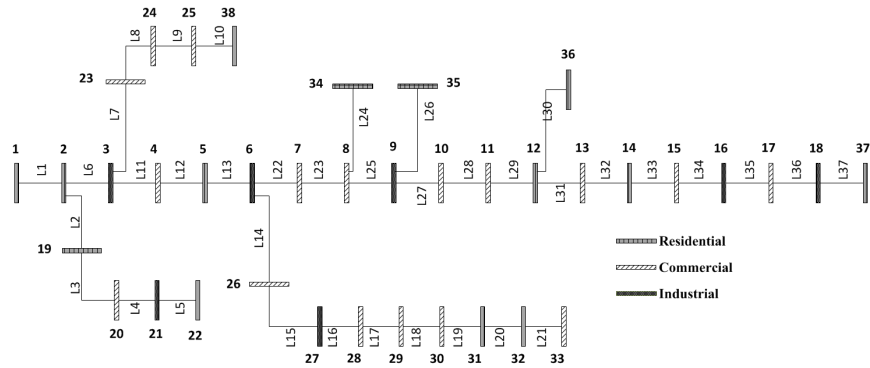 24 25 38
L8 L9 L10
23
34 35 36
L7
L24 L26 L30
1 2 3 4 5 6 7 8 9 10 11 12 13 14 15 16 17 18 37
L1 L6 L11 L12 L13 L22 L23 L25 L27 L28 L29 L31 L32 L33 L34 L35 L36 L37
L2
19
L14
Residential
L3
26
Commercial
L4 L5
Industrial
20 21 22
L15 L16 L17 L18 L19 L20 L21
27 28 29 30 31 32 33